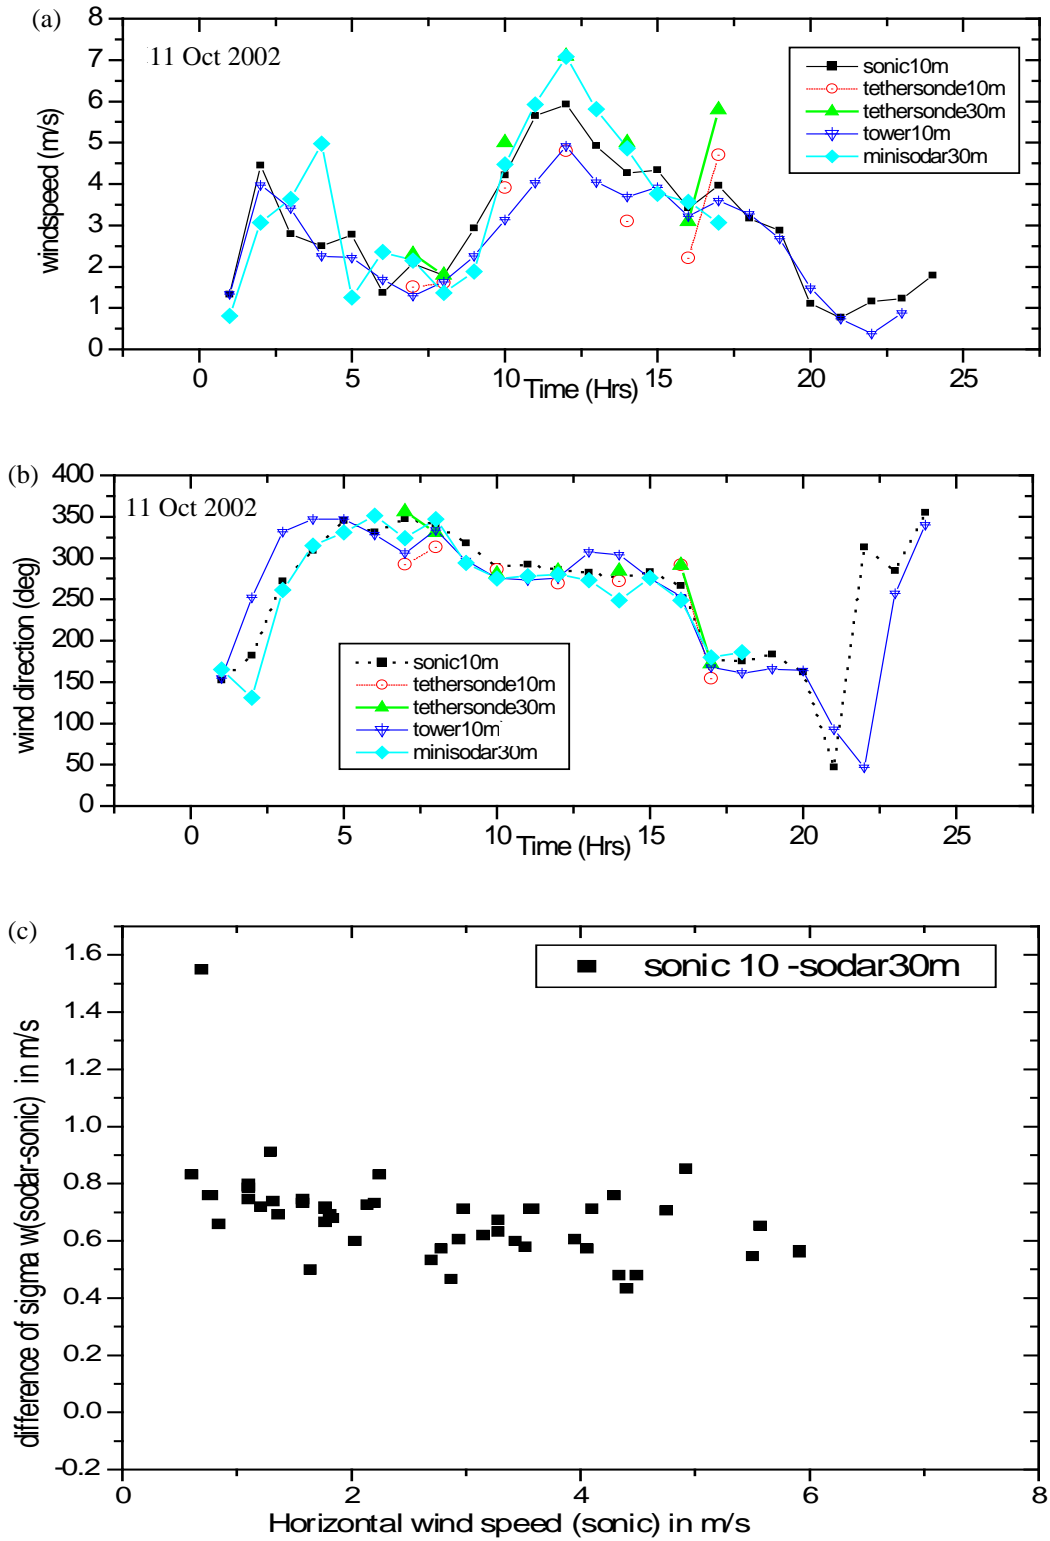 (a)
11 Oct 2002
8
7
6
5
4
3
2
1
0
windspeed (m/s)
sonic10m
tethersonde10m
tethersonde30m
tower10m
minisodar30m
0 5 10 15 20 25
Time (Hrs)
(b)
11 Oct 2002
400
350
300
250
200
150
100
50
0
wind direction (deg)
sonic10m
tethersonde10m
tethersonde30m
tower10m
minisodar30m
0 5 10 15 20 25
Time (Hrs)
(c)
sonic 10 -sodar30m
1.6
1.4
1.2
1.0
0.8
0.6
0.4
0.2
0.0
-0.2
difference of sigma w(sodar-sonic) in m/s
0 2 4 6 8
Horizontal wind speed (sonic) in m/s